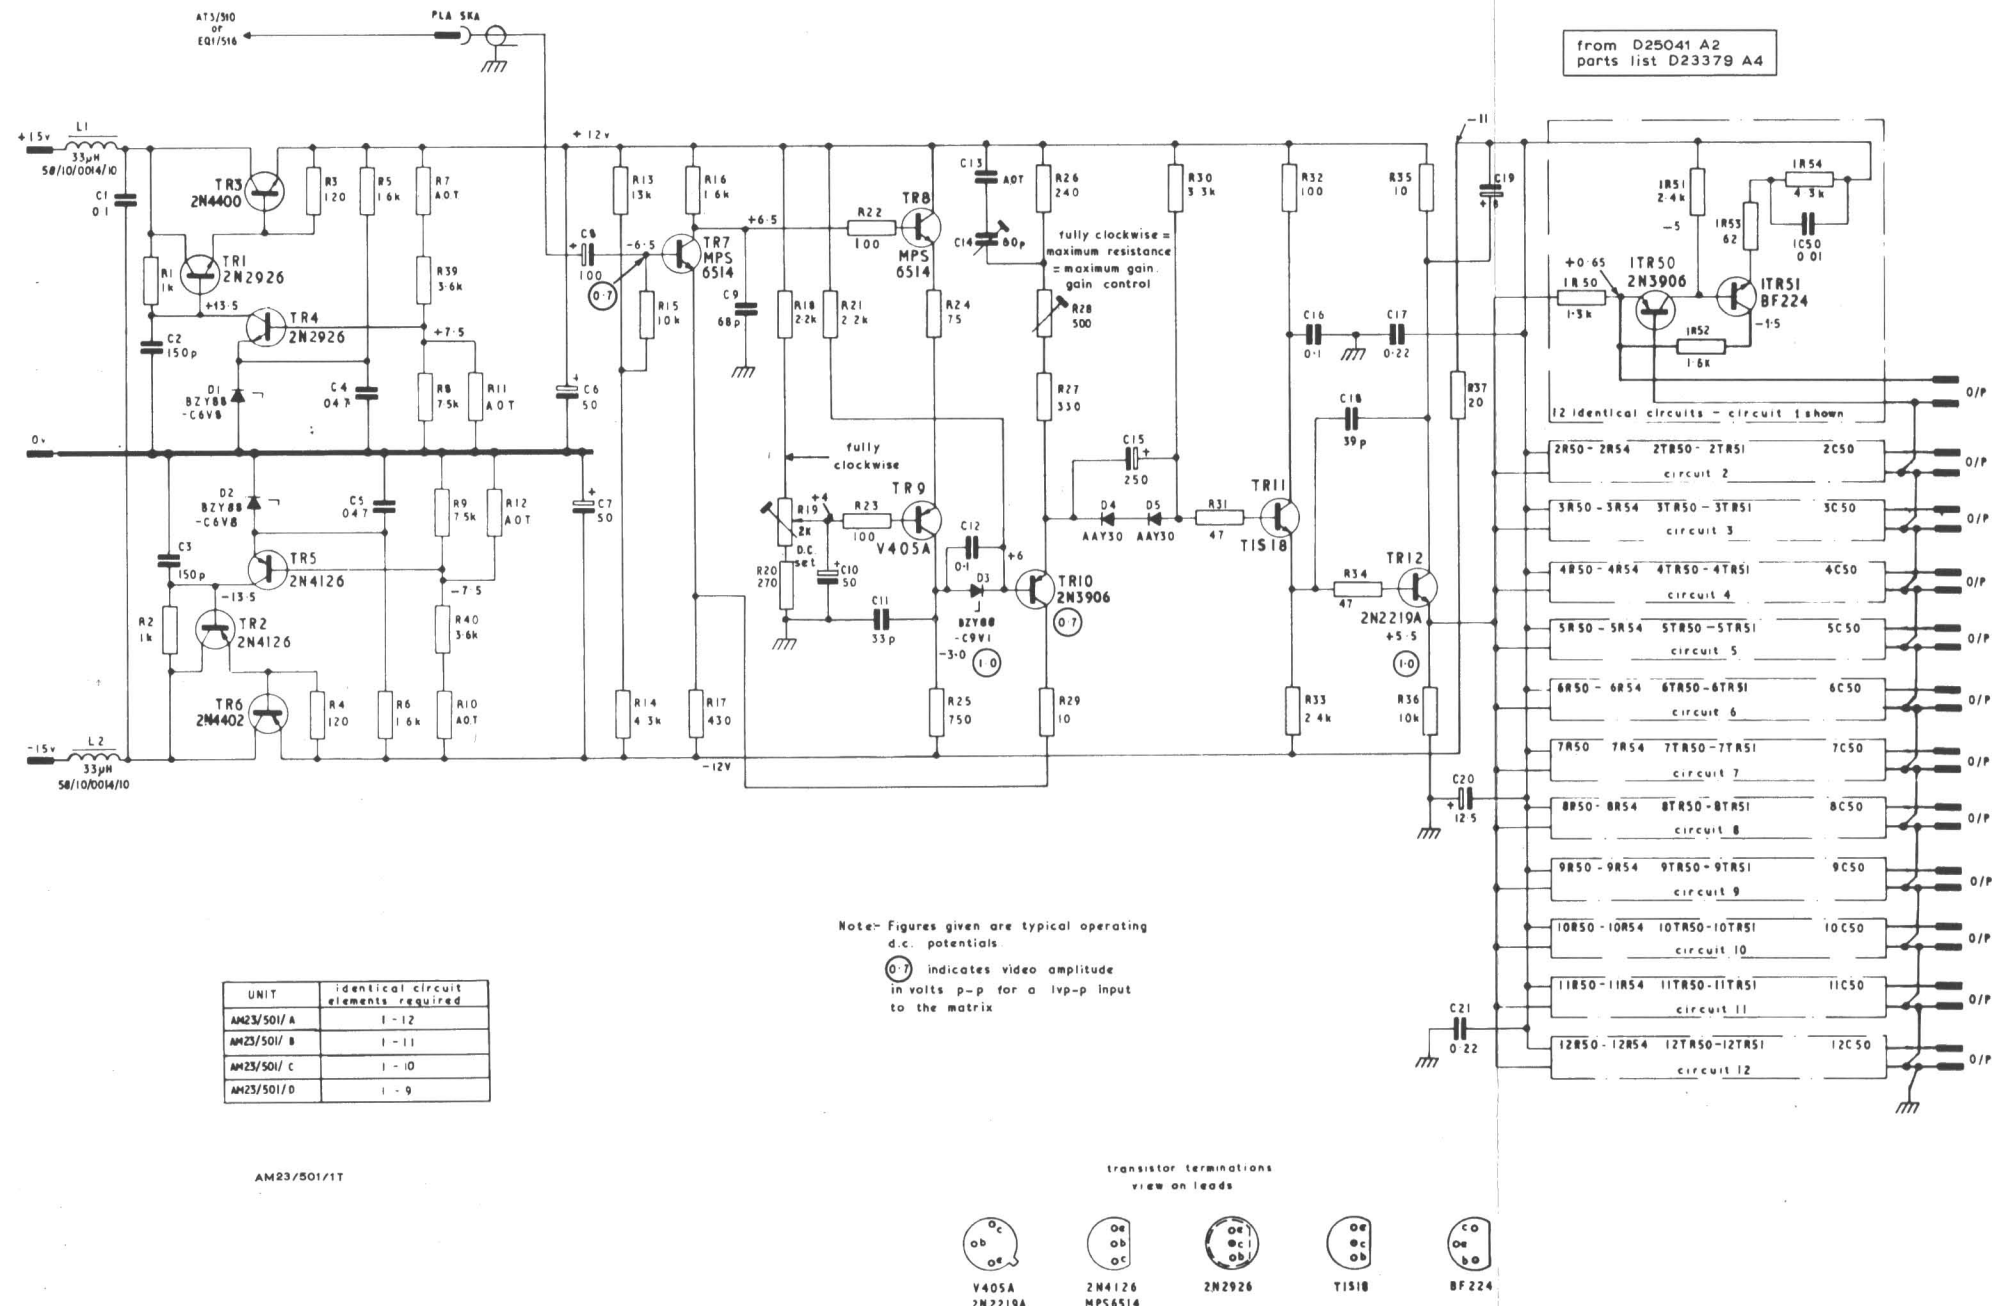 AT3/510
or
EQ1/516
PLA SKA
from D25041 A2
parts list D23379 A4
+15v
L1
33µH
58/10/0014/10
C1
0.1
TR3
2N4400
R3
120
R5
1.6k
R7
A.O.T
R1
1k
TR1
2N2926
+13.5
TR4
2N2926
R39
3.6k
+7.5
C2
150p
D1
BZY88
-C6V8
C4
0.47
R8
7.5k
R11
A.O.T
C6
50
0v
D2
BZY88
-C6V8
C5
0.47
R9
7.5k
R12
A.O.T
C7
50
C3
150p
TR5
2N4126
-13.5
-7.5
R2
1k
TR2
2N4126
R40
3.6k
TR6
2N4402
R4
120
R6
1.6k
R10
A.O.T
-15v
L2
33µH
58/10/0014/10
-12V
+12v
R13
13k
R16
1.6k
C8
100
-6.5
0.7
TR7
MPS
6514
R15
10k
+6.5
C9
68p
R14
4.3k
R17
430
R18
2.2k
R21
2.2k
R22
100
TR8
MPS
6514
R24
75
fully
clockwise
R19
2K
D.C.
set
+4
R23
100
TR9
V405A
R20
270
C10
50
C11
33p
C12
0.1
D3
BZY88
-C9V1
+6
-3.0
1.0
R25
750
C13
AOT
C14
60p
R26
240
fully clockwise =
maximum resistance
= maximum gain.
gain control
R28
500
R27
330
TR10
2N3906
0.7
R29
10
R30
3.3k
C15
250
D4
AAY30
D5
AAY30
R31
47
TR11
TIS18
R32
100
C16
0.1
C17
0.22
C18
39p
R34
47
TR12
2N2219A
+5.5
1.0
R33
2.4k
R36
10k
R35
10
-11
C19
R37
20
C20
12.5
C21
0.22
1R51
2.4k
-5
1R53
62
1R54
4.3k
1C50
0.01
+0.65
1TR50
2N3906
1R50
1.3k
1TR51
BF224
-1.5
1R52
1.6k
12 identical circuits - circuit 1 shown
O/P
2R50-2R54 2TR50-2TR51 2C50
circuit 2
O/P
3R50-3R54 3TR50-3TR51 3C50
circuit 3
O/P
4R50-4R54 4TR50-4TR51 4C50
circuit 4
O/P
5R50-5R54 5TR50-5TR51 5C50
circuit 5
O/P
6R50-6R54 6TR50-6TR51 6C50
circuit 6
O/P
7R50 7R54 7TR50-7TR51 7C50
circuit 7
O/P
8R50-8R54 8TR50-8TR51 8C50
circuit 8
O/P
9R50-9R54 9TR50-9TR51 9C50
circuit 9
O/P
10R50-10R54 10TR50-10TR51 10C50
circuit 10
O/P
11R50-11R54 11TR50-11TR51 11C50
circuit 11
O/P
12R50-12R54 12TR50-12TR51 12C50
circuit 12
O/P
Note:- Figures given are typical operating
d.c. potentials
0.7 indicates video amplitude
in volts p-p for a 1vp-p input
to the matrix
UNIT identical circuit
elements required
AM23/501/A 1-12
AM23/501/B 1-11
AM23/501/C 1-10
AM23/501/D 1-9
AM23/501/1T
transistor terminations
view on leads
c
b
e
e
b
c
e
c
b
e
c
b
c
e
b
V405A 2N4126 2N2926 TIS18 BF224
2N2219A MPS6514